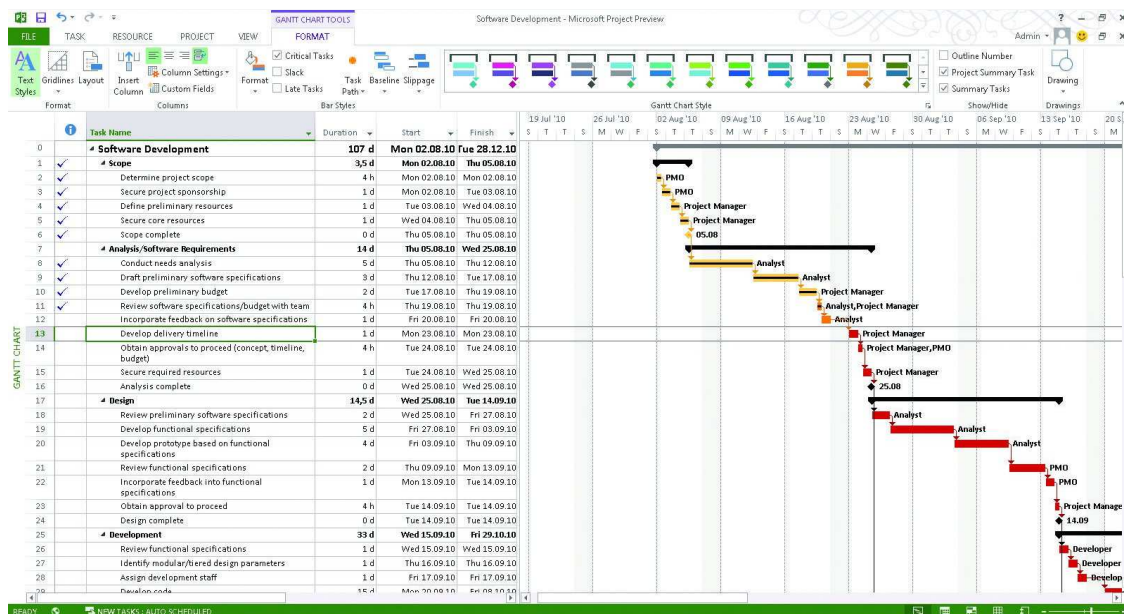 GANTT CHART TOOLS
Software Development - Microsoft Project Preview
FILE TASK RESOURCE PROJECT VIEW FORMAT
Admin
Text Styles
Gridlines
Layout
Format
Insert Column
Column Settings
Custom Fields
Columns
Format
Critical Tasks
Slack
Late Tasks
Task Path
Baseline
Slippage
Bar Styles
Gantt Chart Style
Outline Number
Project Summary Task
Summary Tasks
Show/Hide
Drawing
Drawings
Task Name Duration Start Finish
19 Jul '10 26 Jul '10 02 Aug '10 09 Aug '10 16 Aug '10 23 Aug '10 30 Aug '10 06 Sep '10 13 Sep '10 20 S
S T T S M W F S T T S M W F S T T S M W F S T T S M
0 Software Development 107 d Mon 02.08.10 Tue 28.12.10
1 Scope 3,5 d Mon 02.08.10 Thu 05.08.10
2 Determine project scope 4 h Mon 02.08.10 Mon 02.08.10 PMO
3 Secure project sponsorship 1 d Mon 02.08.10 Tue 03.08.10 PMO
4 Define preliminary resources 1 d Tue 03.08.10 Wed 04.08.10 Project Manager
5 Secure core resources 1 d Wed 04.08.10 Thu 05.08.10 Project Manager
6 Scope complete 0 d Thu 05.08.10 Thu 05.08.10 05.08
7 Analysis/Software Requirements 14 d Thu 05.08.10 Wed 25.08.10
8 Conduct needs analysis 5 d Thu 05.08.10 Thu 12.08.10 Analyst
9 Draft preliminary software specifications 3 d Thu 12.08.10 Tue 17.08.10 Analyst
10 Develop preliminary budget 2 d Tue 17.08.10 Thu 19.08.10 Project Manager
11 Review software specifications/budget with team 4 h Thu 19.08.10 Thu 19.08.10 Analyst,Project Manager
12 Incorporate feedback on software specifications 1 d Fri 20.08.10 Fri 20.08.10 Analyst
13 Develop delivery timeline 1 d Mon 23.08.10 Mon 23.08.10 Project Manager
14 Obtain approvals to proceed (concept, timeline, 4 h Tue 24.08.10 Tue 24.08.10 Project Manager,PMO
budget)
15 Secure required resources 1 d Tue 24.08.10 Wed 25.08.10 Project Manager
16 Analysis complete 0 d Wed 25.08.10 Wed 25.08.10 25.08
17 Design 14,5 d Wed 25.08.10 Tue 14.09.10
18 Review preliminary software specifications 2 d Wed 25.08.10 Fri 27.08.10 Analyst
19 Develop functional specifications 5 d Fri 27.08.10 Fri 03.09.10 Analyst
20 Develop prototype based on functional 4 d Fri 03.09.10 Thu 09.09.10 Analyst
specifications
21 Review functional specifications 2 d Thu 09.09.10 Mon 13.09.10 PMO
22 Incorporate feedback into functional 1 d Mon 13.09.10 Tue 14.09.10 PMO
specifications
23 Obtain approval to proceed 4 h Tue 14.09.10 Tue 14.09.10 Project Manage
24 Design complete 0 d Tue 14.09.10 Tue 14.09.10 14.09
25 Development 33 d Wed 15.09.10 Fri 29.10.10
26 Review functional specifications 1 d Wed 15.09.10 Wed 15.09.10 Developer
27 Identify modular/tiered design parameters 1 d Thu 16.09.10 Thu 16.09.10 Developer
28 Assign development staff 1 d Fri 17.09.10 Fri 17.09.10 Develop
29 Develop code 15 d Mon 20.09.10 Fri 08.10.10
GANTT CHART
READY NEW TASKS : AUTO SCHEDULED